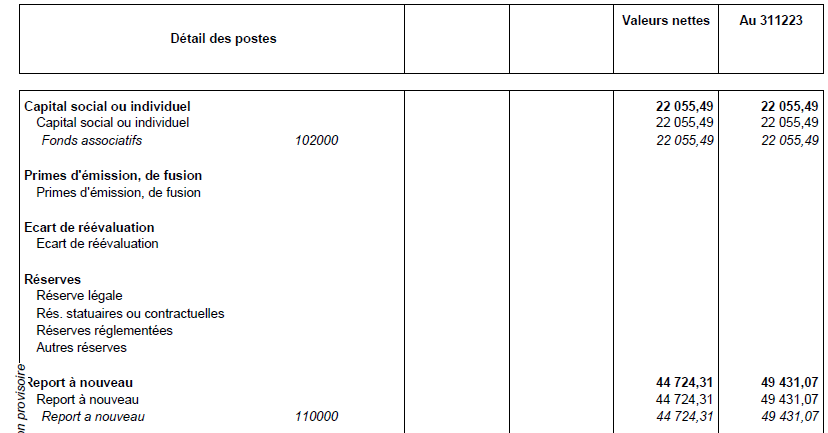 Détail des postes Valeurs nettes Au 311223
Capital social ou individuel 22 055,49 22 055,49
Capital social ou individuel 22 055,49 22 055,49
Fonds associatifs 102000 22 055,49 22 055,49
Primes d'émission, de fusion
Primes d'émission, de fusion
Ecart de réévaluation
Ecart de réévaluation
Réserves
Réserve légale
Rés. statuaires ou contractuelles
Réserves réglementées
Autres réserves
Report à nouveau 44 724,31 49 431,07
Report à nouveau 44 724,31 49 431,07
Report a nouveau 110000 44 724,31 49 431,07
on provisoire